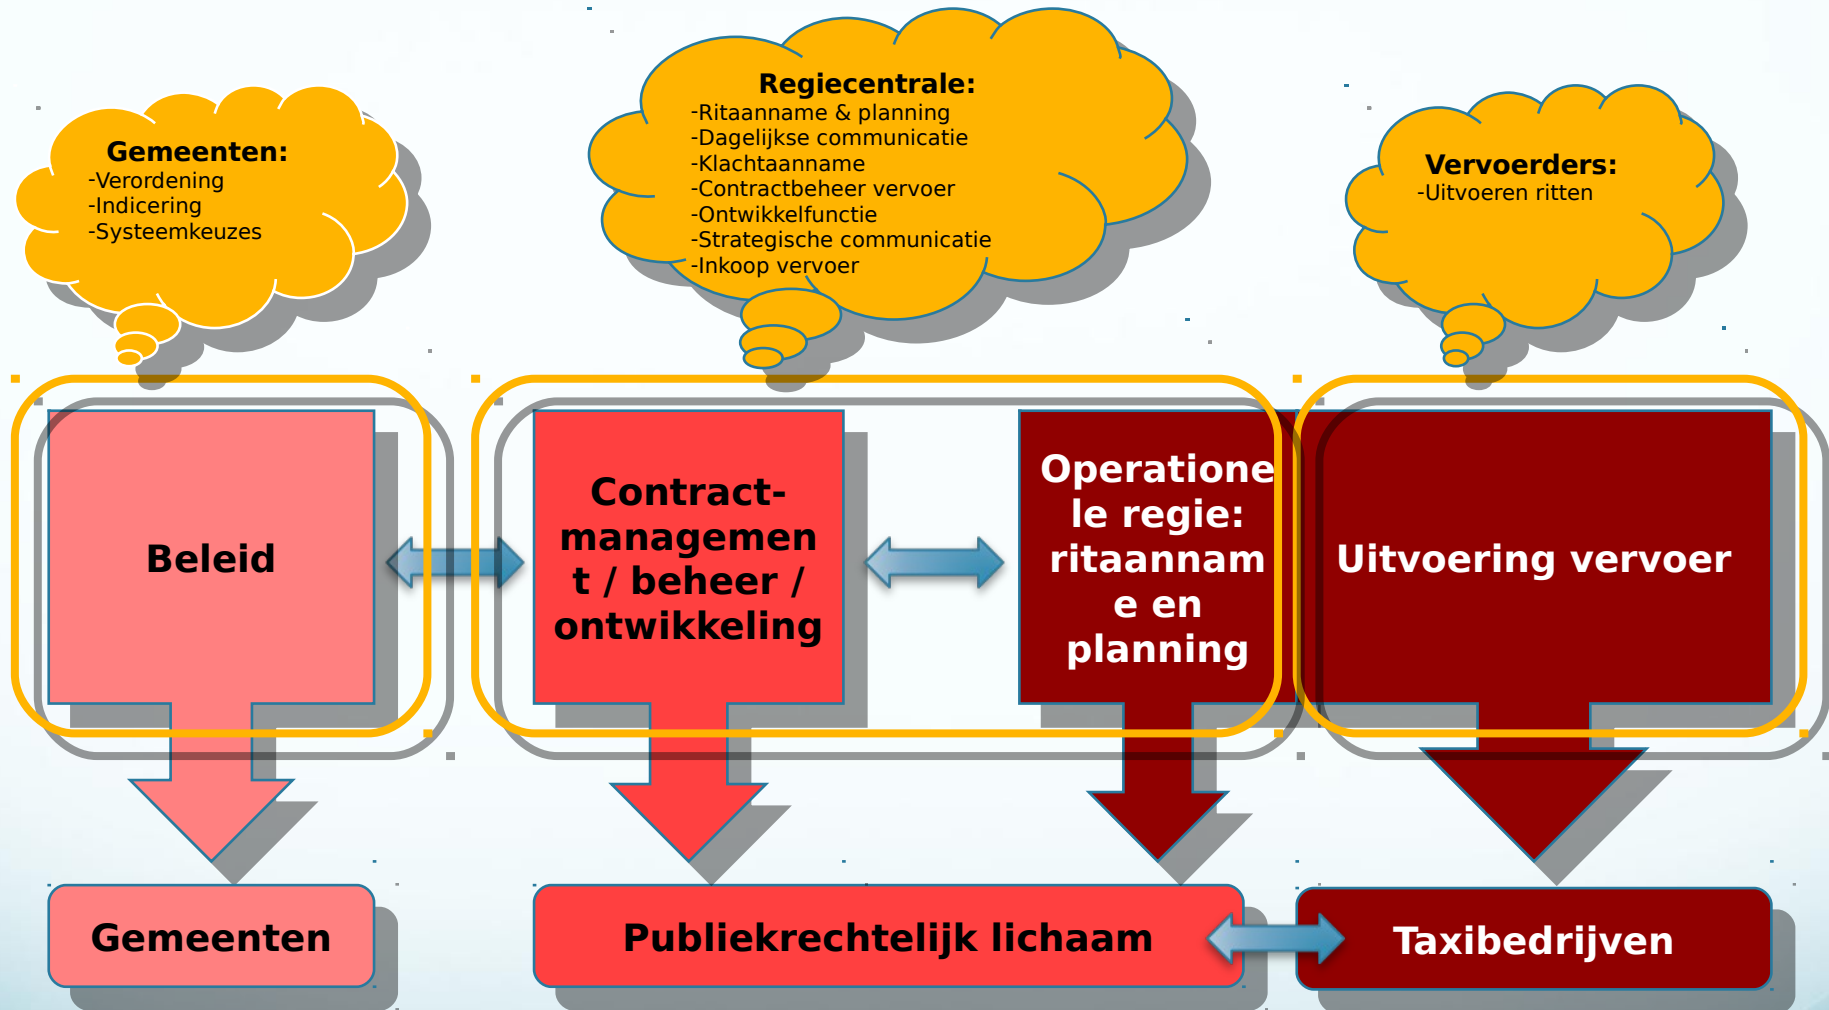 Gemeenten:
-Verordening
-Indicering
-Systeemkeuzes
Regiecentrale:
-Ritaanname & planning
-Dagelijkse communicatie
-Klachtaanname
-Contractbeheer vervoer
-Ontwikkelfunctie
-Strategische communicatie
-Inkoop vervoer
Vervoerders:
-Uitvoeren ritten
Beleid
Contract-
managemen
t / beheer /
ontwikkeling
Operatione
le regie:
ritaannam
e en
planning
Uitvoering vervoer
Gemeenten
Publiekrechtelijk lichaam
Taxibedrijven